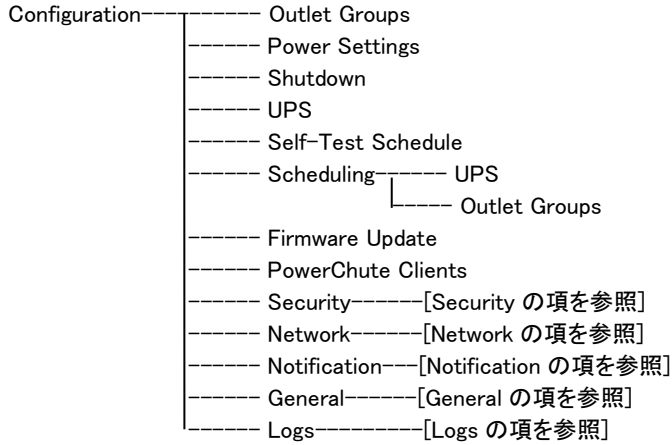 Configuration---------------- Outlet Groups
------ Power Settings
------ Shutdown
------ UPS
------ Self-Test Schedule
------ Scheduling------- UPS
----- Outlet Groups
------ Firmware Update
------ PowerChute Clients
------ Security------[Security の項を参照]
------ Network------[Network の項を参照]
------ Notification---[Notification の項を参照]
------ General------[General の項を参照]
------ Logs---------[Logs の項を参照]